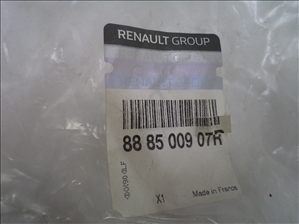 RENAULT GROUP
88 85 009 07R
X1
Made in France